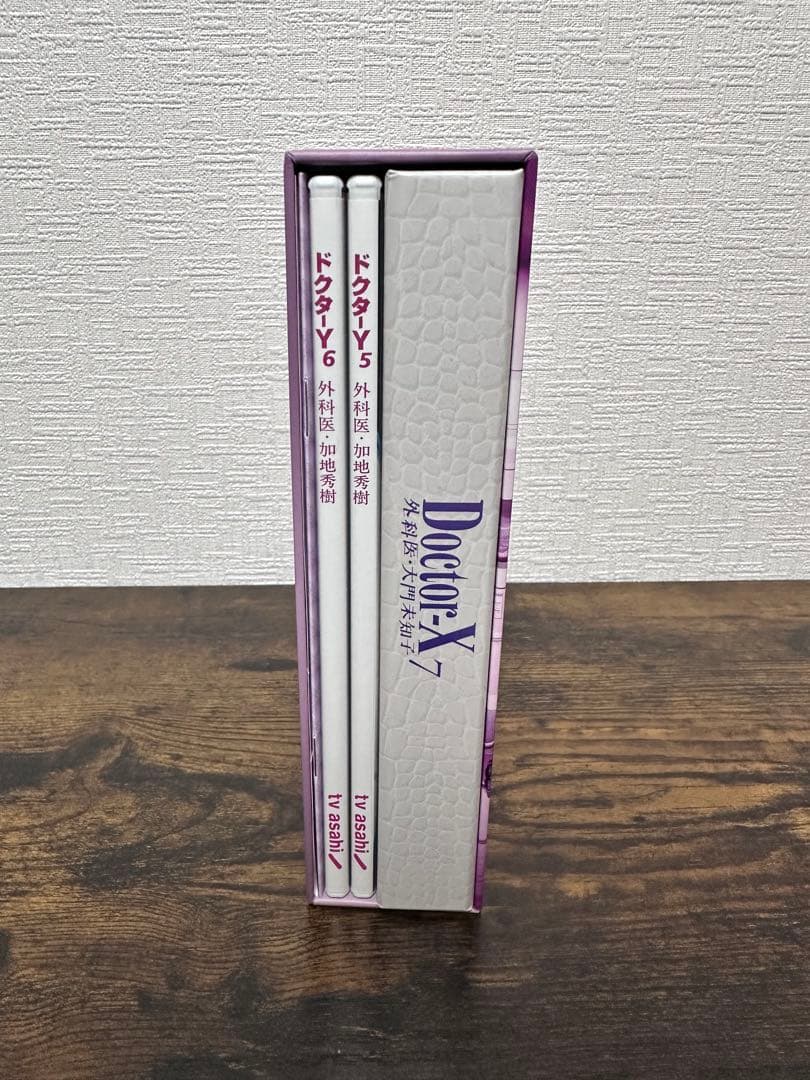 ドクターY6 外科医・加地秀樹
tv asahi
ドクターY5 外科医・加地秀樹
tv asahi
Doctor-X 7
外科医・大門未知子